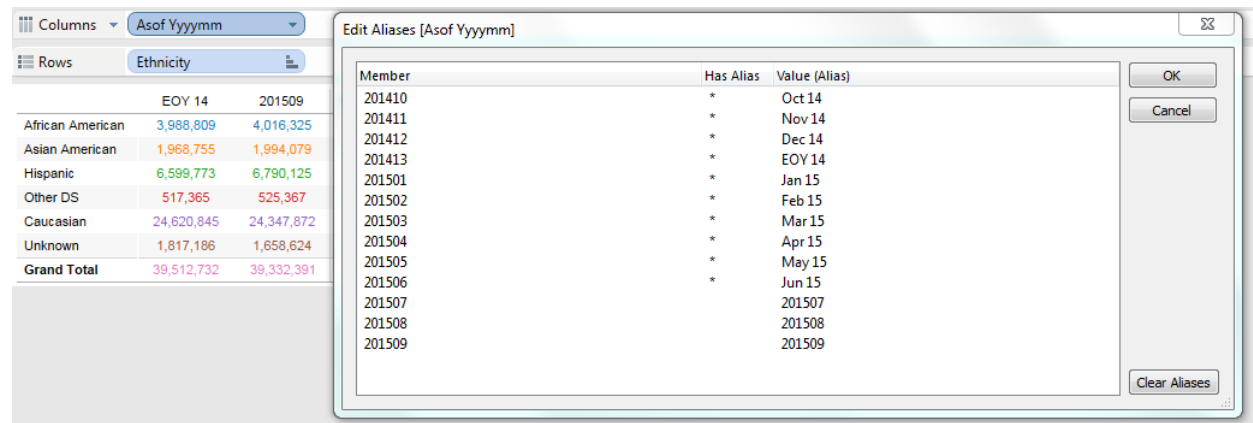 Columns Asof Yyyymm
Rows Ethnicity
EOY 14 201509
African American 3,988,809 4,016,325
Asian American 1,968,755 1,994,079
Hispanic 6,599,773 6,790,125
Other DS 517,365 525,367
Caucasian 24,620,845 24,347,872
Unknown 1,817,186 1,658,624
Grand Total 39,512,732 39,332,391
Edit Aliases [Asof Yyyymm]
Member Has Alias Value (Alias)
201410 * Oct 14
201411 * Nov 14
201412 * Dec 14
201413 * EOY 14
201501 * Jan 15
201502 * Feb 15
201503 * Mar 15
201504 * Apr 15
201505 * May 15
201506 * Jun 15
201507 201507
201508 201508
201509 201509
OK
Cancel
Clear Aliases